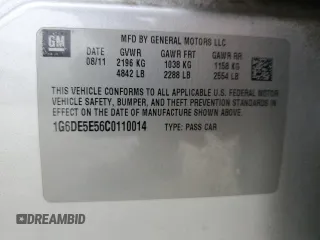 GM
MFD BY GENERAL MOTORS LLC
DATE GVWR GAWR FRT GAWR RR
08/11 2196 KG 1038 KG 1158 KG
4842 LB 2288 LB 2554 LB
THIS VEHICLE CONFORMS TO ALL APPLICABLE U.S. FEDERAL MOTOR
VEHICLE SAFETY, BUMPER, AND THEFT PREVENTION STANDARDS IN
EFFECT ON THE DATE OF MANUFACTURE SHOWN ABOVE.
1G6DE5E56C0110014 TYPE: PASS CAR
DREAMBID